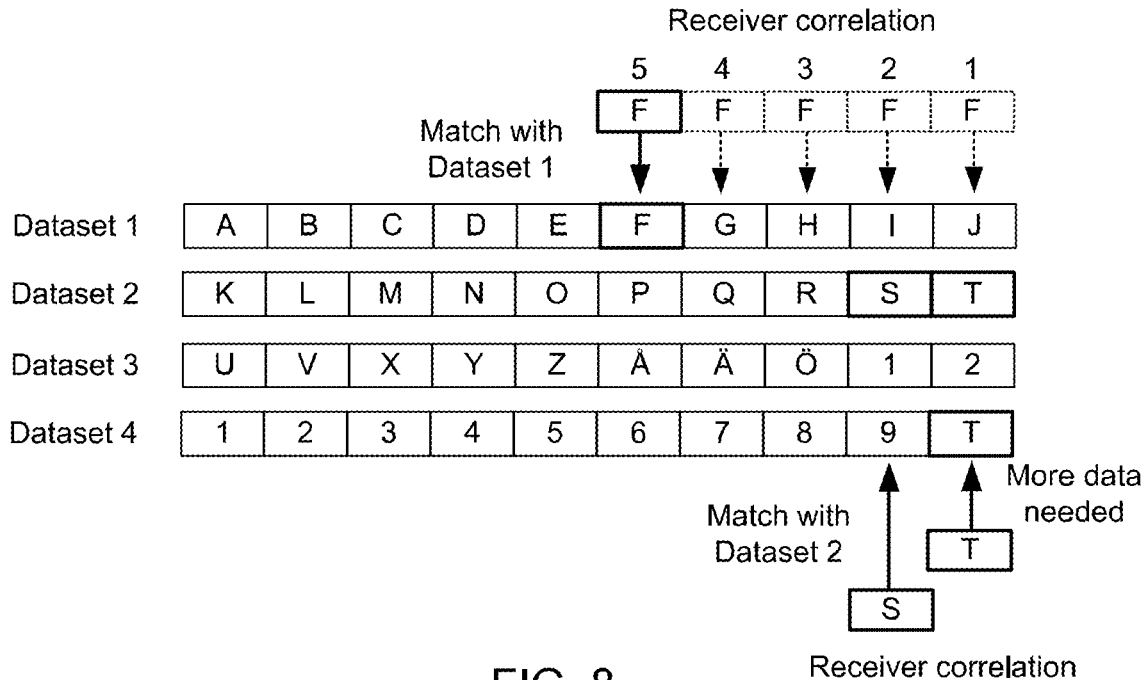 Receiver correlation
5 4 3 2 1
F F F F F
Match with
Dataset 1
Dataset 1 A B C D E F G H I J
Dataset 2 K L M N O P Q R S T
Dataset 3 U V X Y Z Å Ä Ö 1 2
Dataset 4 1 2 3 4 5 6 7 8 9 T
More data
needed
Match with
Dataset 2
T
S
Receiver correlation
FIG. 8